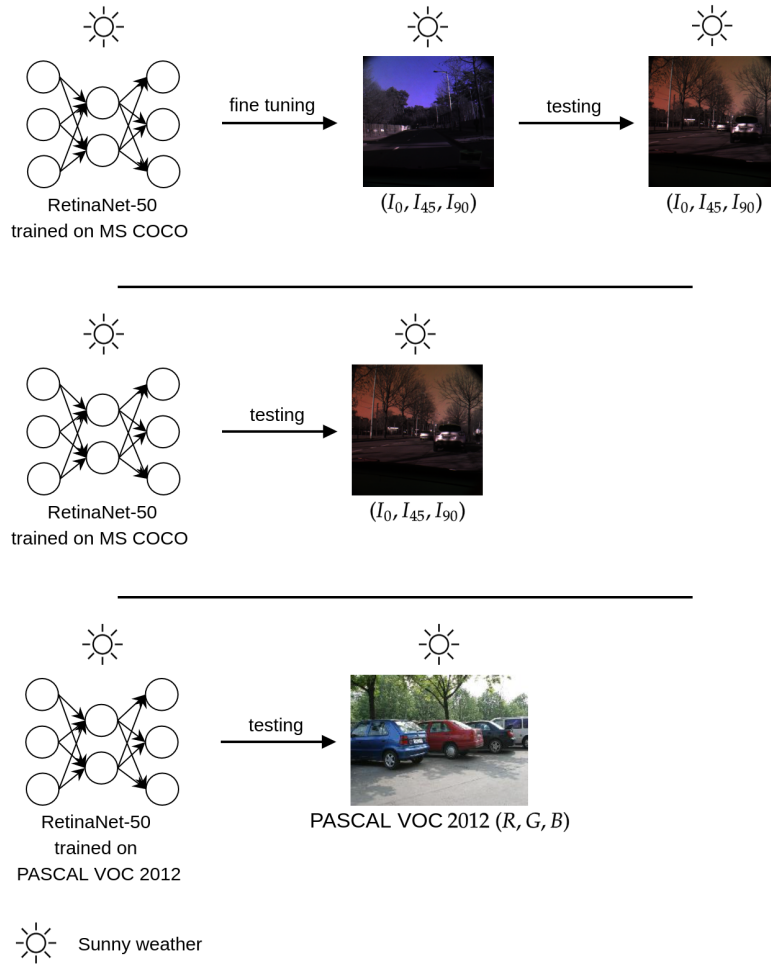 fine tuning
testing
(I₀, I₄₅, I₉₀)
(I₀, I₄₅, I₉₀)
RetinaNet-50
trained on MS COCO
testing
(I₀, I₄₅, I₉₀)
RetinaNet-50
trained on MS COCO
testing
PASCAL VOC 2012 (R, G, B)
RetinaNet-50
trained on
PASCAL VOC 2012
Sunny weather